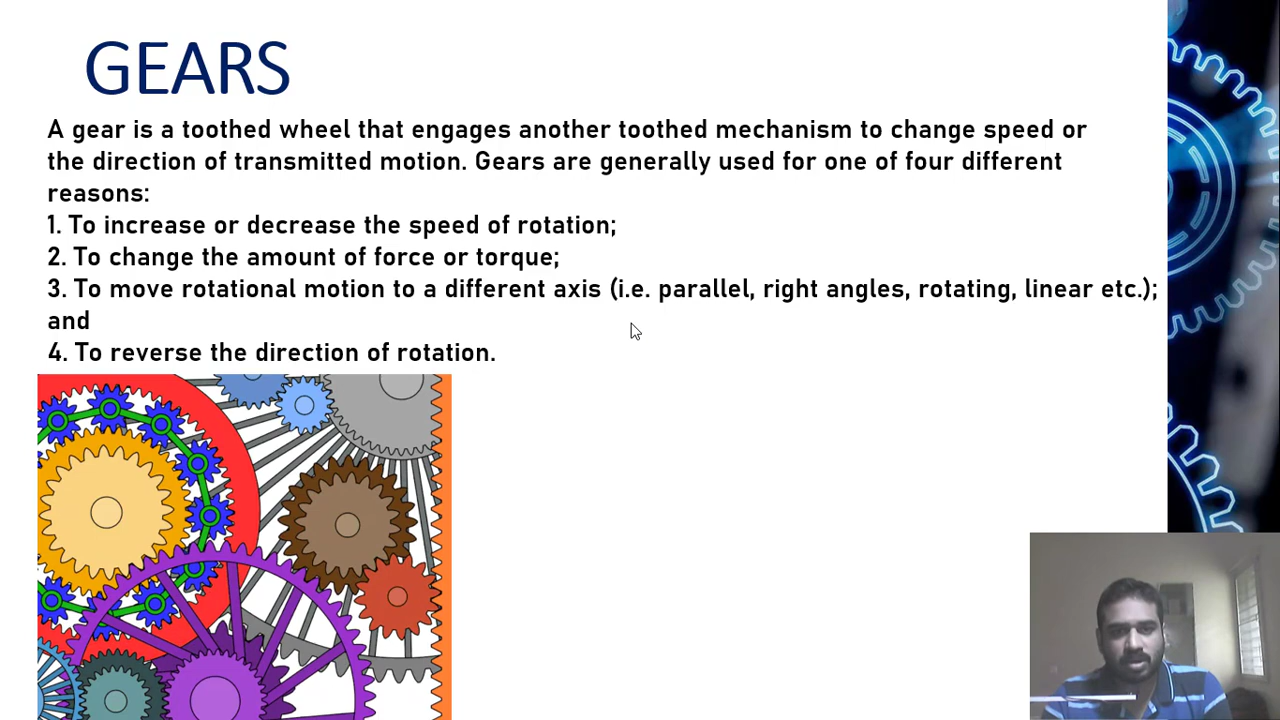 GEARS
A gear is a toothed wheel that engages another toothed mechanism to change speed or
the direction of transmitted motion. Gears are generally used for one of four different
reasons:
1. To increase or decrease the speed of rotation;
2. To change the amount of force or torque;
3. To move rotational motion to a different axis (i.e. parallel, right angles, rotating, linear etc.);
and
4. To reverse the direction of rotation.